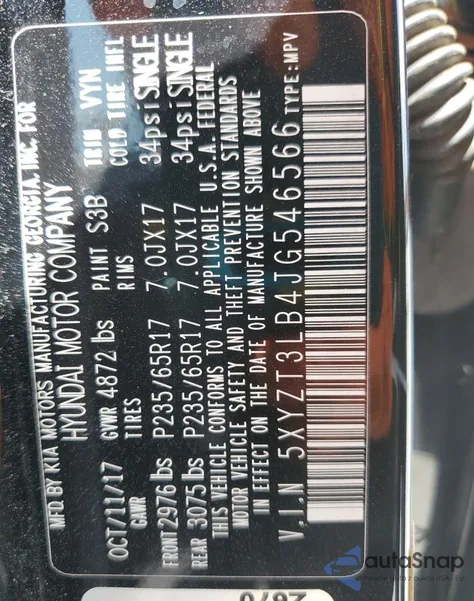 MFD BY KIA MOTORS MANUFACTURING GEORGIA, INC. FOR
HYUNDAI MOTOR COMPANY
OCT/11/17 GVWR 4872 lbs PAINT S3B TRIM VYN
GAWR TIRES RIMS COLD TIRE INFL
FRONT 2976 lbs P235/65R17 7.0JX17 34psi SINGLE
REAR 3075 lbs P235/65R17 7.0JX17 34psi SINGLE
THIS VEHICLE CONFORMS TO ALL APPLICABLE U.S.A. FEDERAL
MOTOR VEHICLE SAFETY AND THEFT PREVENTION STANDARDS
IN EFFECT ON THE DATE OF MANUFACTURE SHOWN ABOVE
V.I.N 5XYZT3LB4JG546566 TYPE:MPV
autoSnap